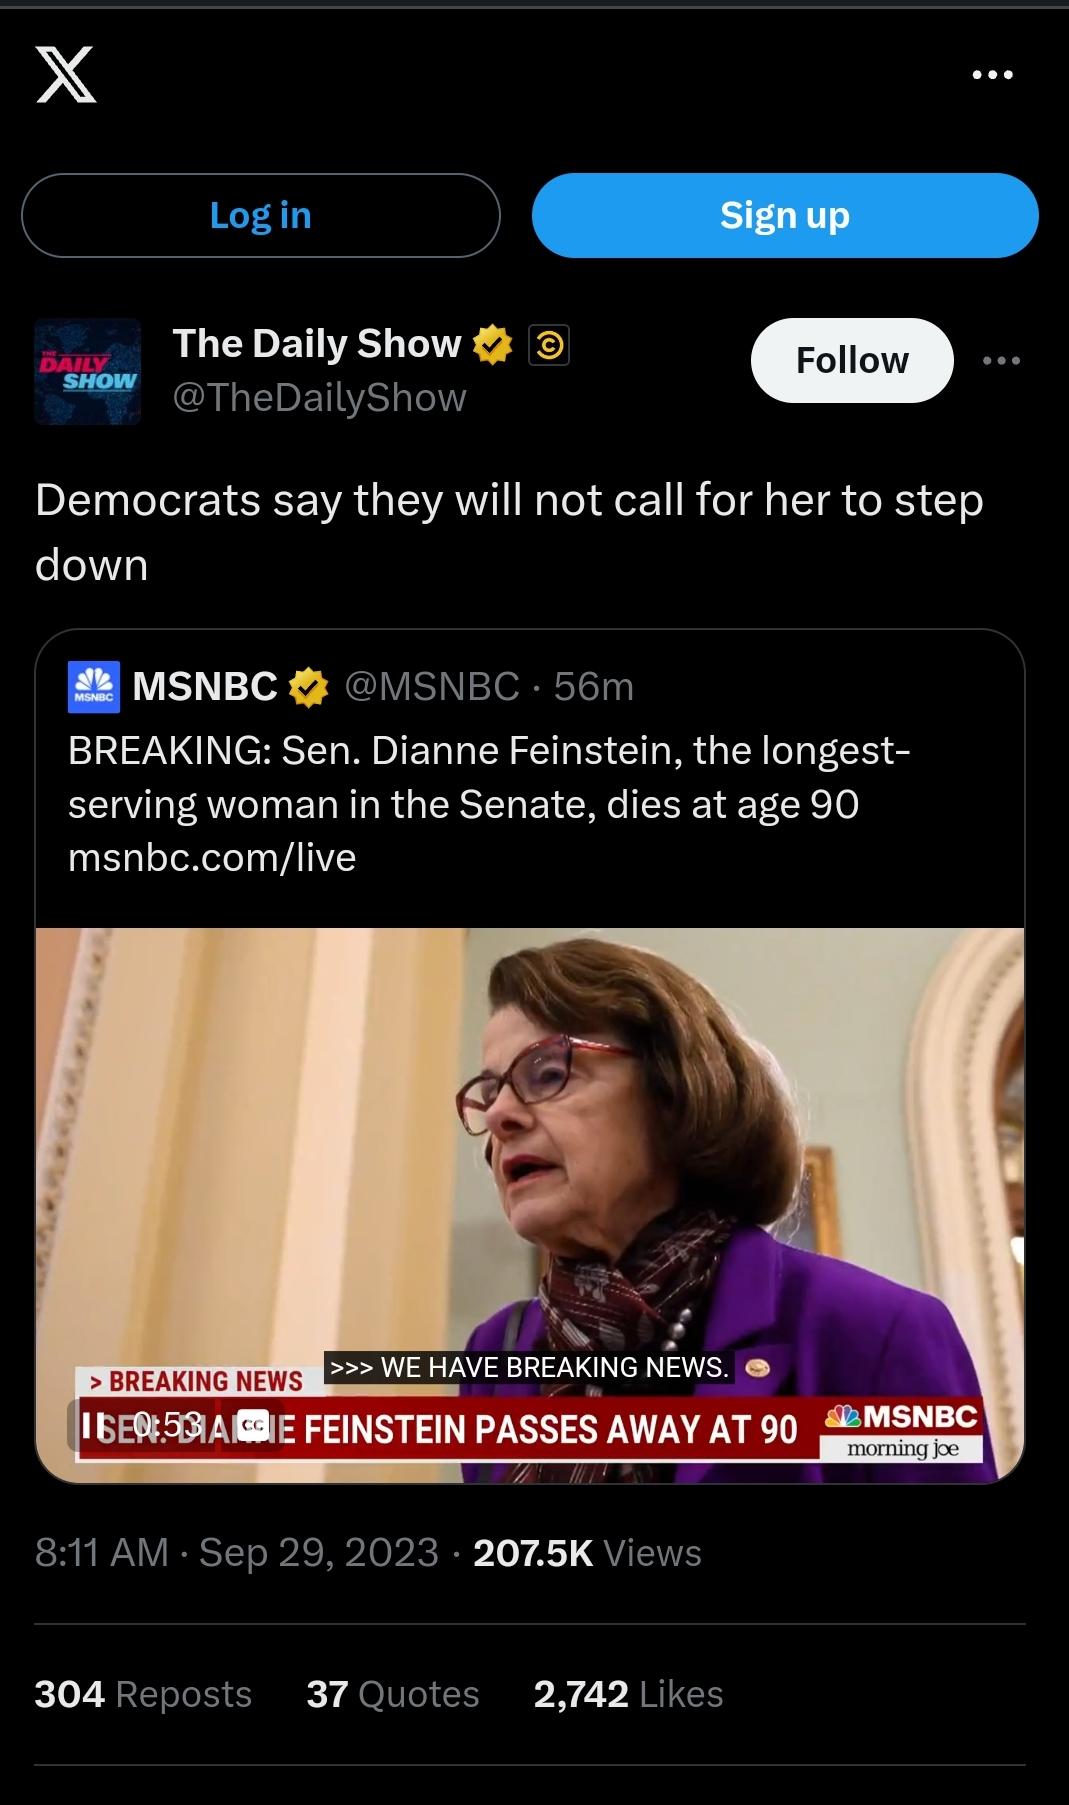 Log in
Sign up
THE DAILY SHOW
The Daily Show
@TheDailyShow
Follow
Democrats say they will not call for her to step
down
MSNBC
MSNBC @MSNBC · 56m
BREAKING: Sen. Dianne Feinstein, the longest-
serving woman in the Senate, dies at age 90
msnbc.com/live
>>> WE HAVE BREAKING NEWS.
> BREAKING NEWS
SEN. DIANNE FEINSTEIN PASSES AWAY AT 90
0:53 CC
MSNBC
morning joe
8:11 AM · Sep 29, 2023 · 207.5K Views
304 Reposts 37 Quotes 2,742 Likes